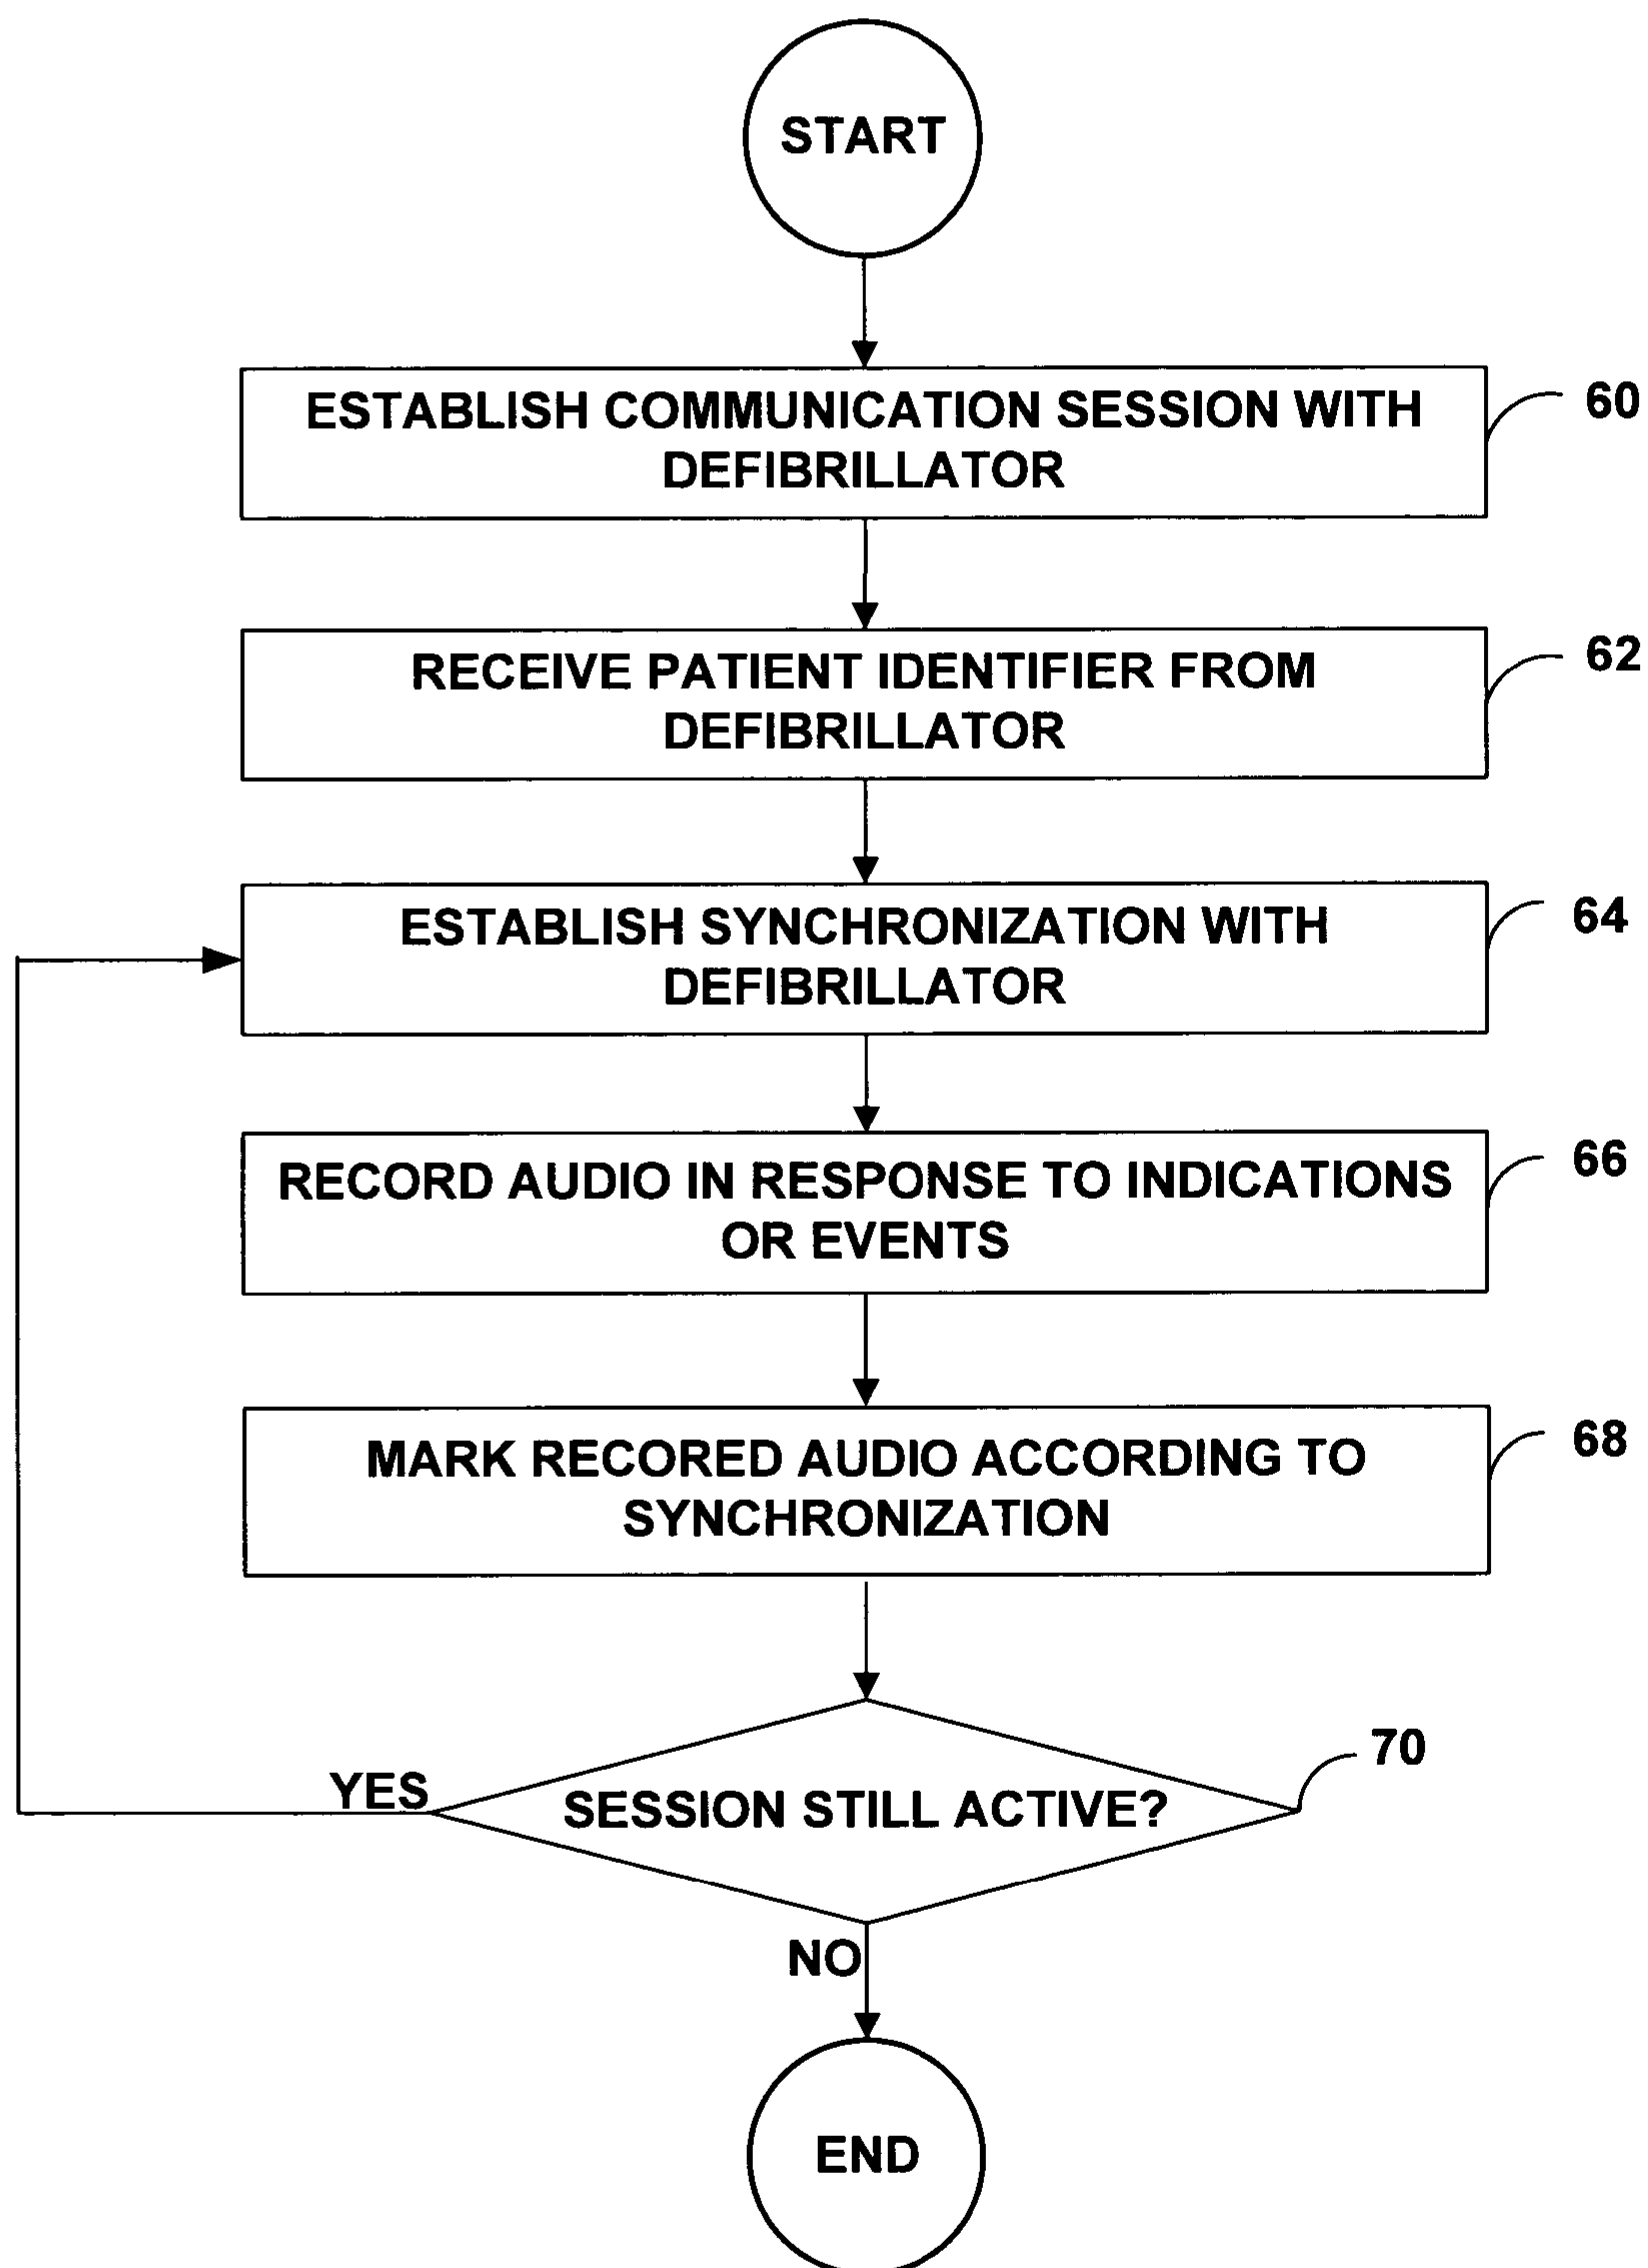 START
ESTABLISH COMMUNICATION SESSION WITH
DEFIBRILLATOR
60
RECEIVE PATIENT IDENTIFIER FROM
DEFIBRILLATOR
62
ESTABLISH SYNCHRONIZATION WITH
DEFIBRILLATOR
64
RECORD AUDIO IN RESPONSE TO INDICATIONS
OR EVENTS
66
MARK RECORED AUDIO ACCORDING TO
SYNCHRONIZATION
68
SESSION STILL ACTIVE?
70
YES
NO
END